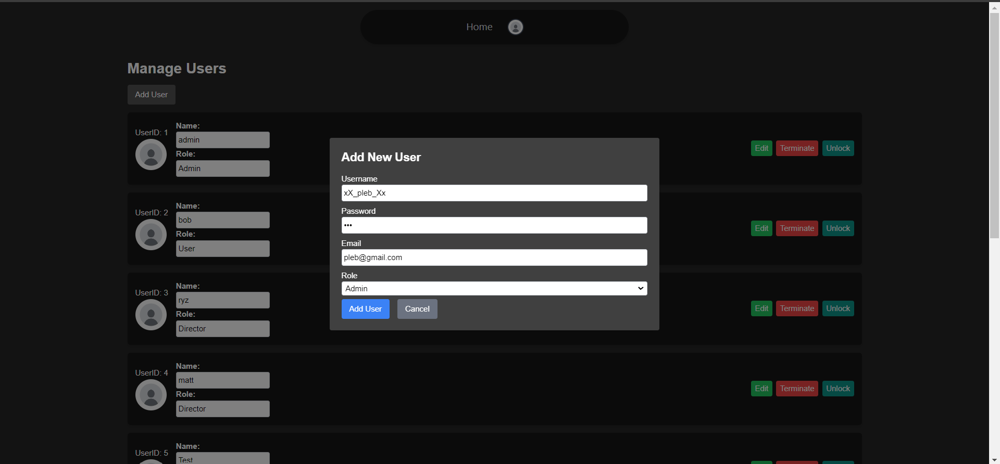 Home
Manage Users
Add User
UserID: 1
Name:
admin
Role:
Admin
Edit Terminate Unlock
UserID: 2
Name:
bob
Role:
User
Edit Terminate Unlock
UserID: 3
Name:
ryz
Role:
Director
Edit Terminate Unlock
UserID: 4
Name:
matt
Role:
Director
Edit Terminate Unlock
UserID: 5
Name:
Test
Add New User
Username
xX_pleb_Xx
Password
•••
Email
pleb@gmail.com
Role
Admin
Add User Cancel